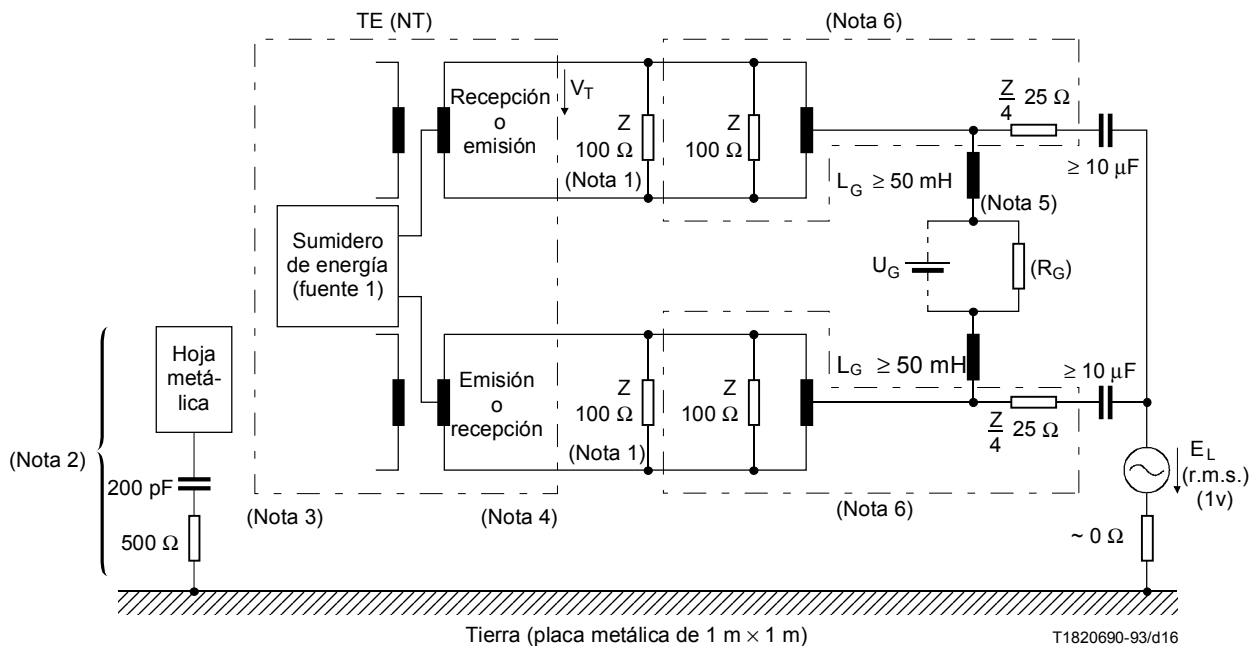 TE (NT)
(Nota 6)
Recepción
o
emisión
V_T
Z
100 Ω
(Nota 1)
Z
100 Ω
Z/4 25 Ω
≥ 10 µF
L_G ≥ 50 mH
(Nota 5)
Sumidero
de energía
(fuente 1)
U_G
(R_G)
Hoja
metá-
lica
(Nota 2)
200 pF
500 Ω
Emisión
o
recepción
Z
100 Ω
(Nota 1)
Z
100 Ω
L_G ≥ 50 mH
≥ 10 µF
Z/4 25 Ω
E_L
(r.m.s.)
(1v)
(Nota 3)
(Nota 4)
(Nota 6)
~ 0 Ω
Tierra (placa metálica de 1 m × 1 m)
T1820690-93/d16